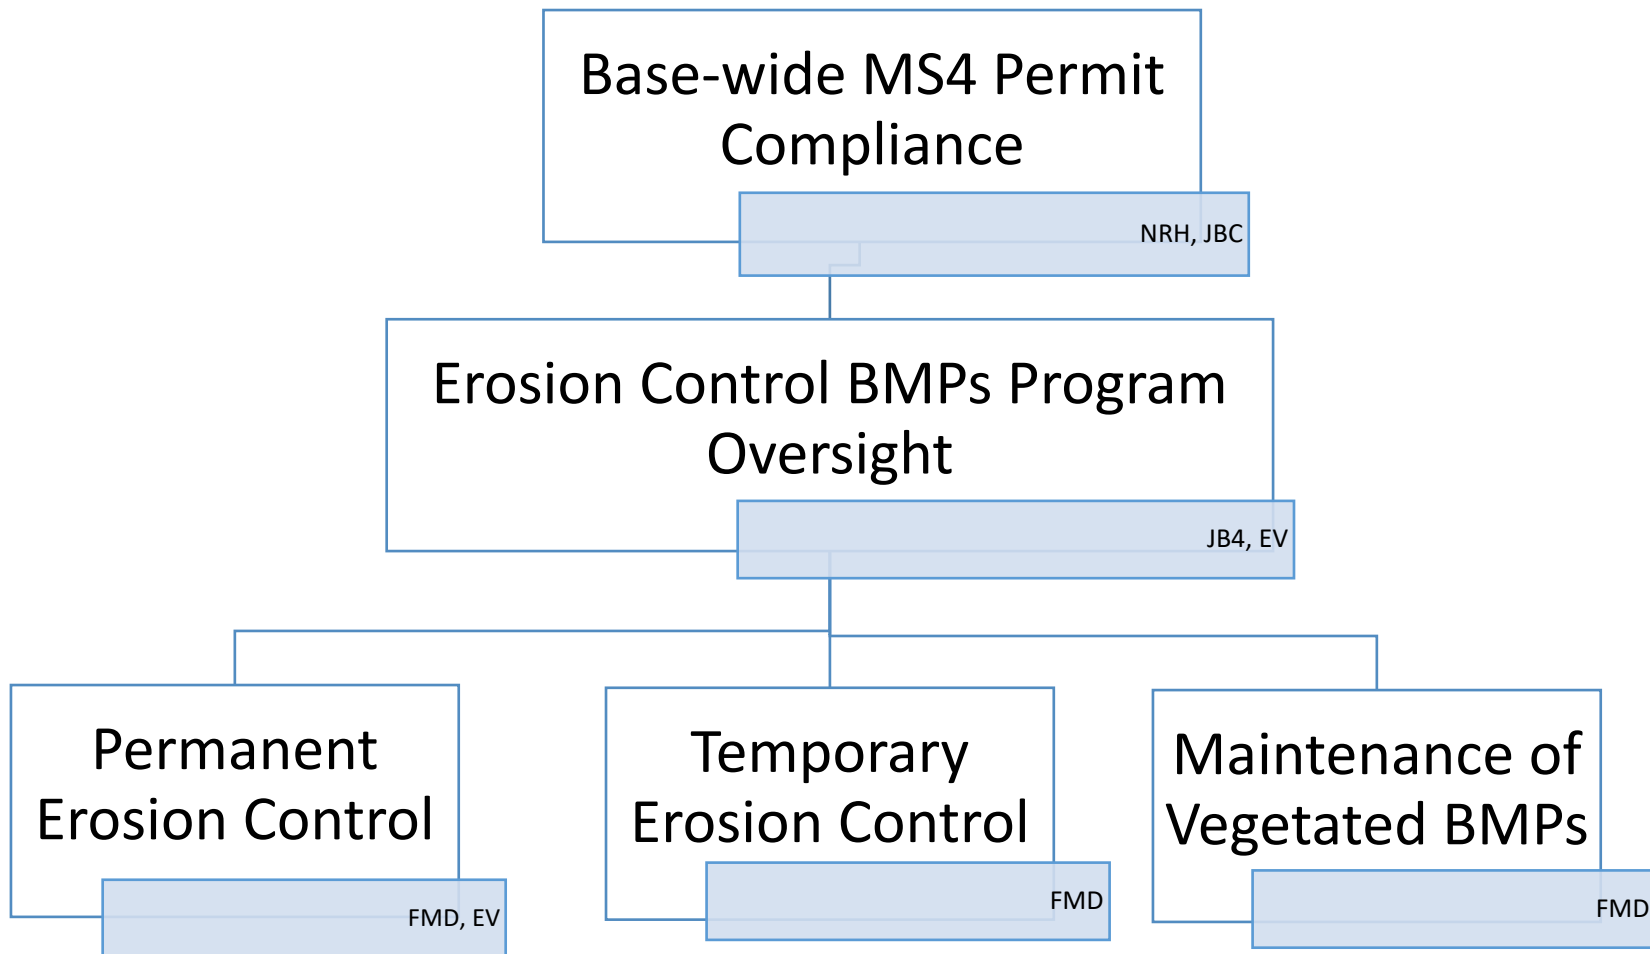 Base-wide MS4 Permit
Compliance
NRH, JBC
Erosion Control BMPs Program
Oversight
JB4, EV
Permanent
Erosion Control
FMD, EV
Temporary
Erosion Control
FMD
Maintenance of
Vegetated BMPs
FMD